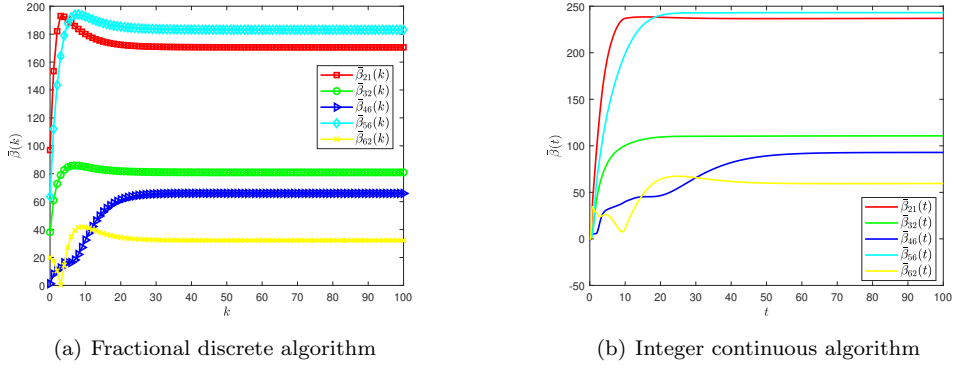 200
180
160
140
120
100
80
60
40
20
0
β̄(k)
0 10 20 30 40 50 60 70 80 90 100
k
β̄₂₁(k)
β̄₃₂(k)
β̄₄₆(k)
β̄₅₆(k)
β̄₆₂(k)
(a) Fractional discrete algorithm
250
200
150
100
50
0
-50
β̄(t)
0 10 20 30 40 50 60 70 80 90 100
t
β̄₂₁(t)
β̄₃₂(t)
β̄₄₆(t)
β̄₅₆(t)
β̄₆₂(t)
(b) Integer continuous algorithm